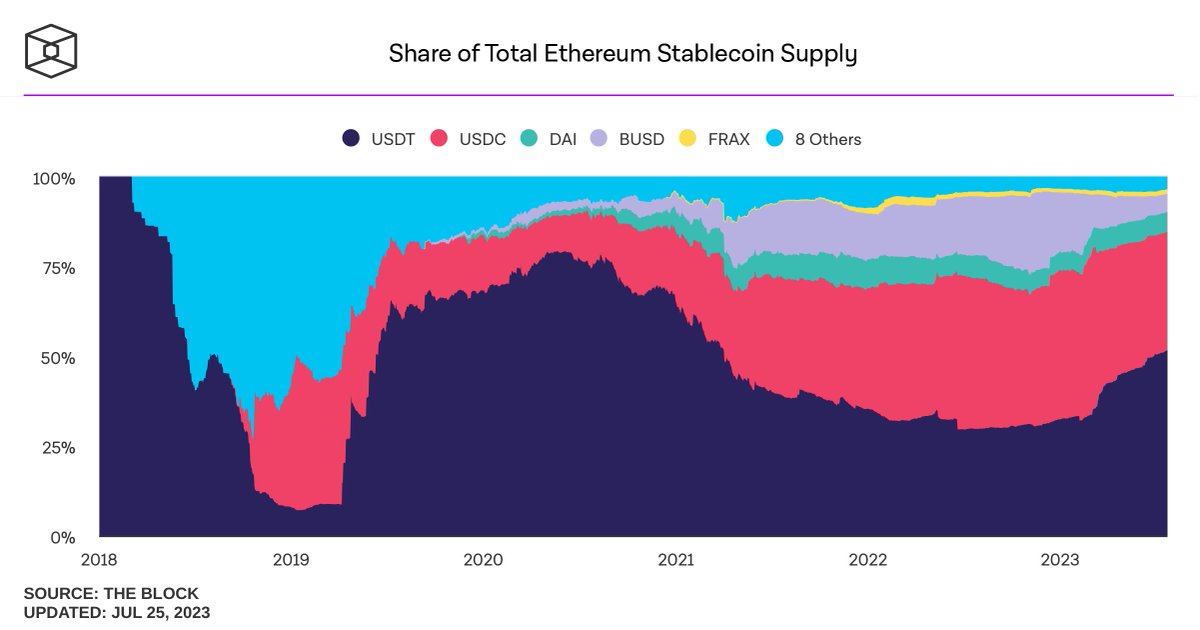 Share of Total Ethereum Stablecoin Supply
USDT USDC DAI BUSD FRAX 8 Others
100%
75%
50%
25%
0%
2018 2019 2020 2021 2022 2023
SOURCE: THE BLOCK
UPDATED: JUL 25, 2023